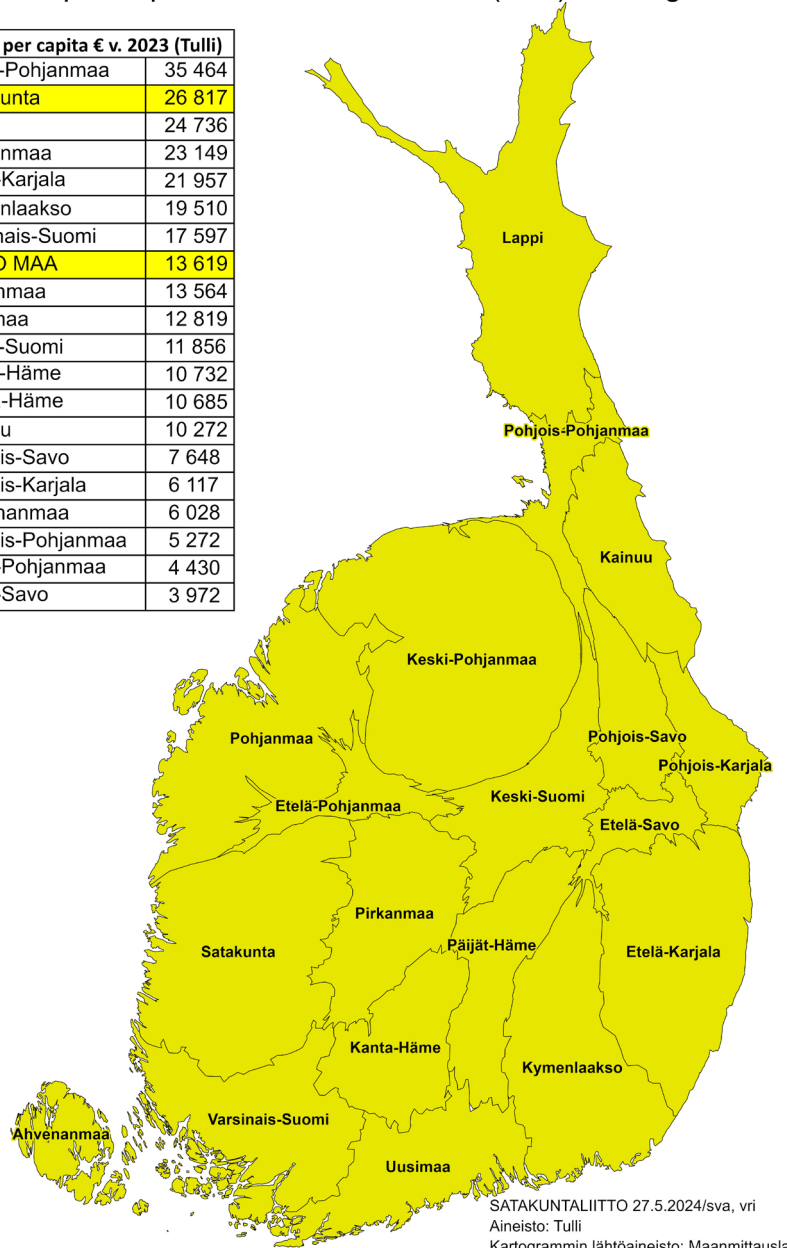 per capita € v. 2023 (Tulli)
-Pohjanmaa 35 464
unta 26 817
24 736
nmaa 23 149
-Karjala 21 957
nlaakso 19 510
nais-Suomi 17 597
O MAA 13 619
nmaa 13 564
maa 12 819
-Suomi 11 856
-Häme 10 732
-Häme 10 685
u 10 272
is-Savo 7 648
is-Karjala 6 117
nanmaa 6 028
is-Pohjanmaa 5 272
-Pohjanmaa 4 430
-Savo 3 972
Lappi
Pohjois-Pohjanmaa
Kainuu
Keski-Pohjanmaa
Pohjanmaa
Pohjois-Savo
Pohjois-Karjala
Keski-Suomi
Etelä-Pohjanmaa
Etelä-Savo
Pirkanmaa
Päijät-Häme
Satakunta
Etelä-Karjala
Kanta-Häme
Kymenlaakso
Varsinais-Suomi
Ahvenanmaa
Uusimaa
SATAKUNTALIITTO 27.5.2024/sva, vri
Aineisto: Tulli
Kartogrammin lähtöaineisto: Maanmittausla